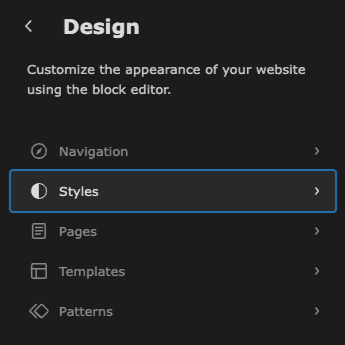 Design
Customize the appearance of your website
using the block editor.
Navigation
Styles
Pages
Templates
Patterns